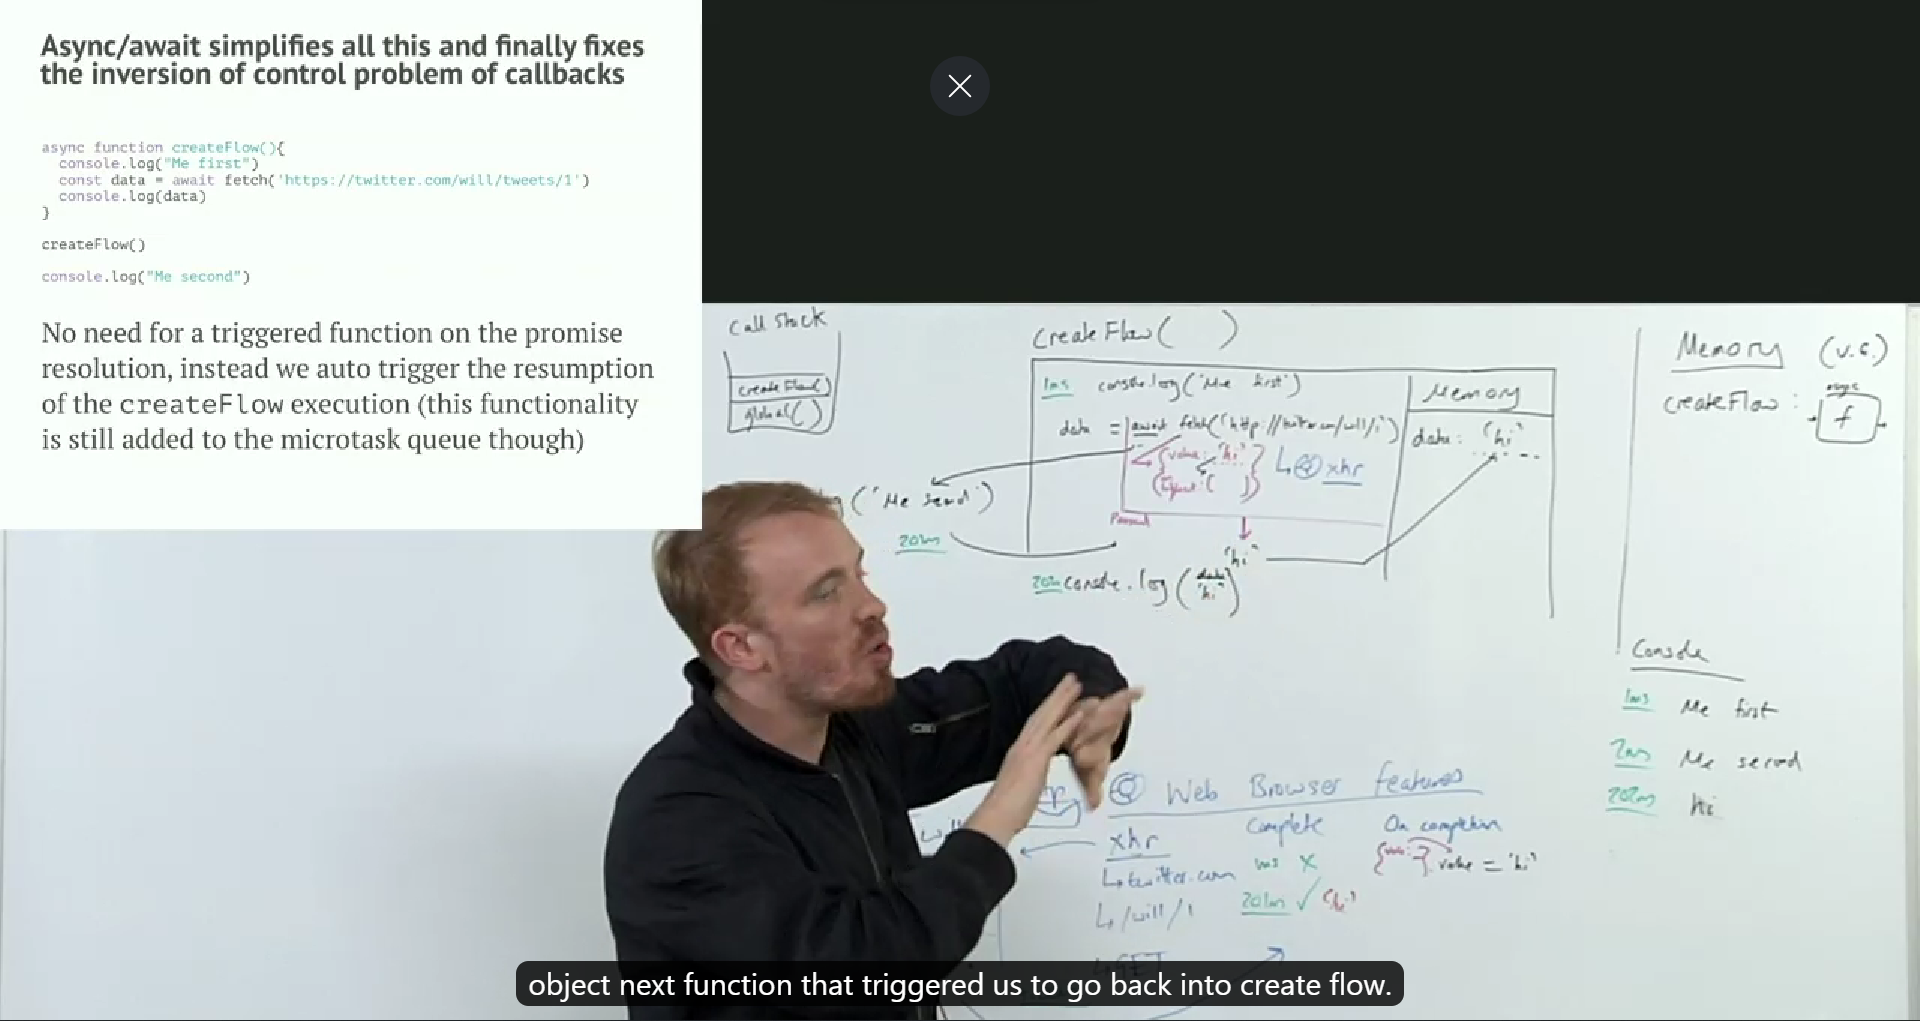 Async/await simplifies all this and finally fixes
the inversion of control problem of callbacks
async function createFlow(){
console.log("Me first")
const data = await fetch('https://twitter.com/will/tweets/1')
console.log(data)
}
createFlow()
console.log("Me second")
No need for a triggered function on the promise
resolution, instead we auto trigger the resumption
of the createFlow execution (this functionality
is still added to the microtask queue though)
Call Stack
createFlow()
global()
('Me second')
201ms
createFlow( )
1ms console.log('Me first')
data = await fetch('http://twitter.com/will/1')
{value: 'hi' }
↳ @ xhr
'hi'
console.log(data
'hi')
Memory
data: 'hi'
Memory (v.e.)
async
createFlow: f
Console
1ms Me first
2ms Me second
202ms hi
@ Web Browser features
xhr
↳ twitter.com
↳ /will/1
↳ GET
Complete
1ms X
201ms ✓ 'hi'
On completion
value = 'hi'
object next function that triggered us to go back into create flow.